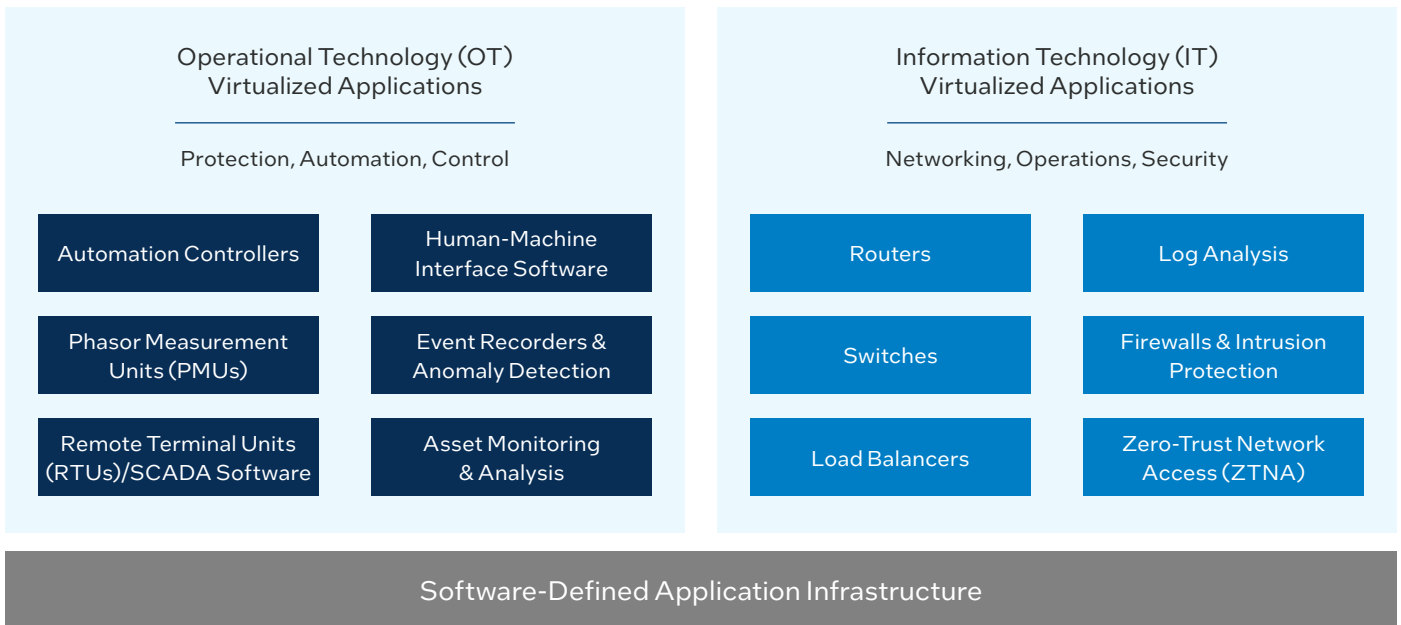 Operational Technology (OT)
Virtualized Applications
Protection, Automation, Control
Automation Controllers
Human-Machine
Interface Software
Phasor Measurement
Units (PMUs)
Event Recorders &
Anomaly Detection
Remote Terminal Units
(RTUs)/SCADA Software
Asset Monitoring
& Analysis
Information Technology (IT)
Virtualized Applications
Networking, Operations, Security
Routers
Log Analysis
Switches
Firewalls & Intrusion
Protection
Load Balancers
Zero-Trust Network
Access (ZTNA)
Software-Defined Application Infrastructure